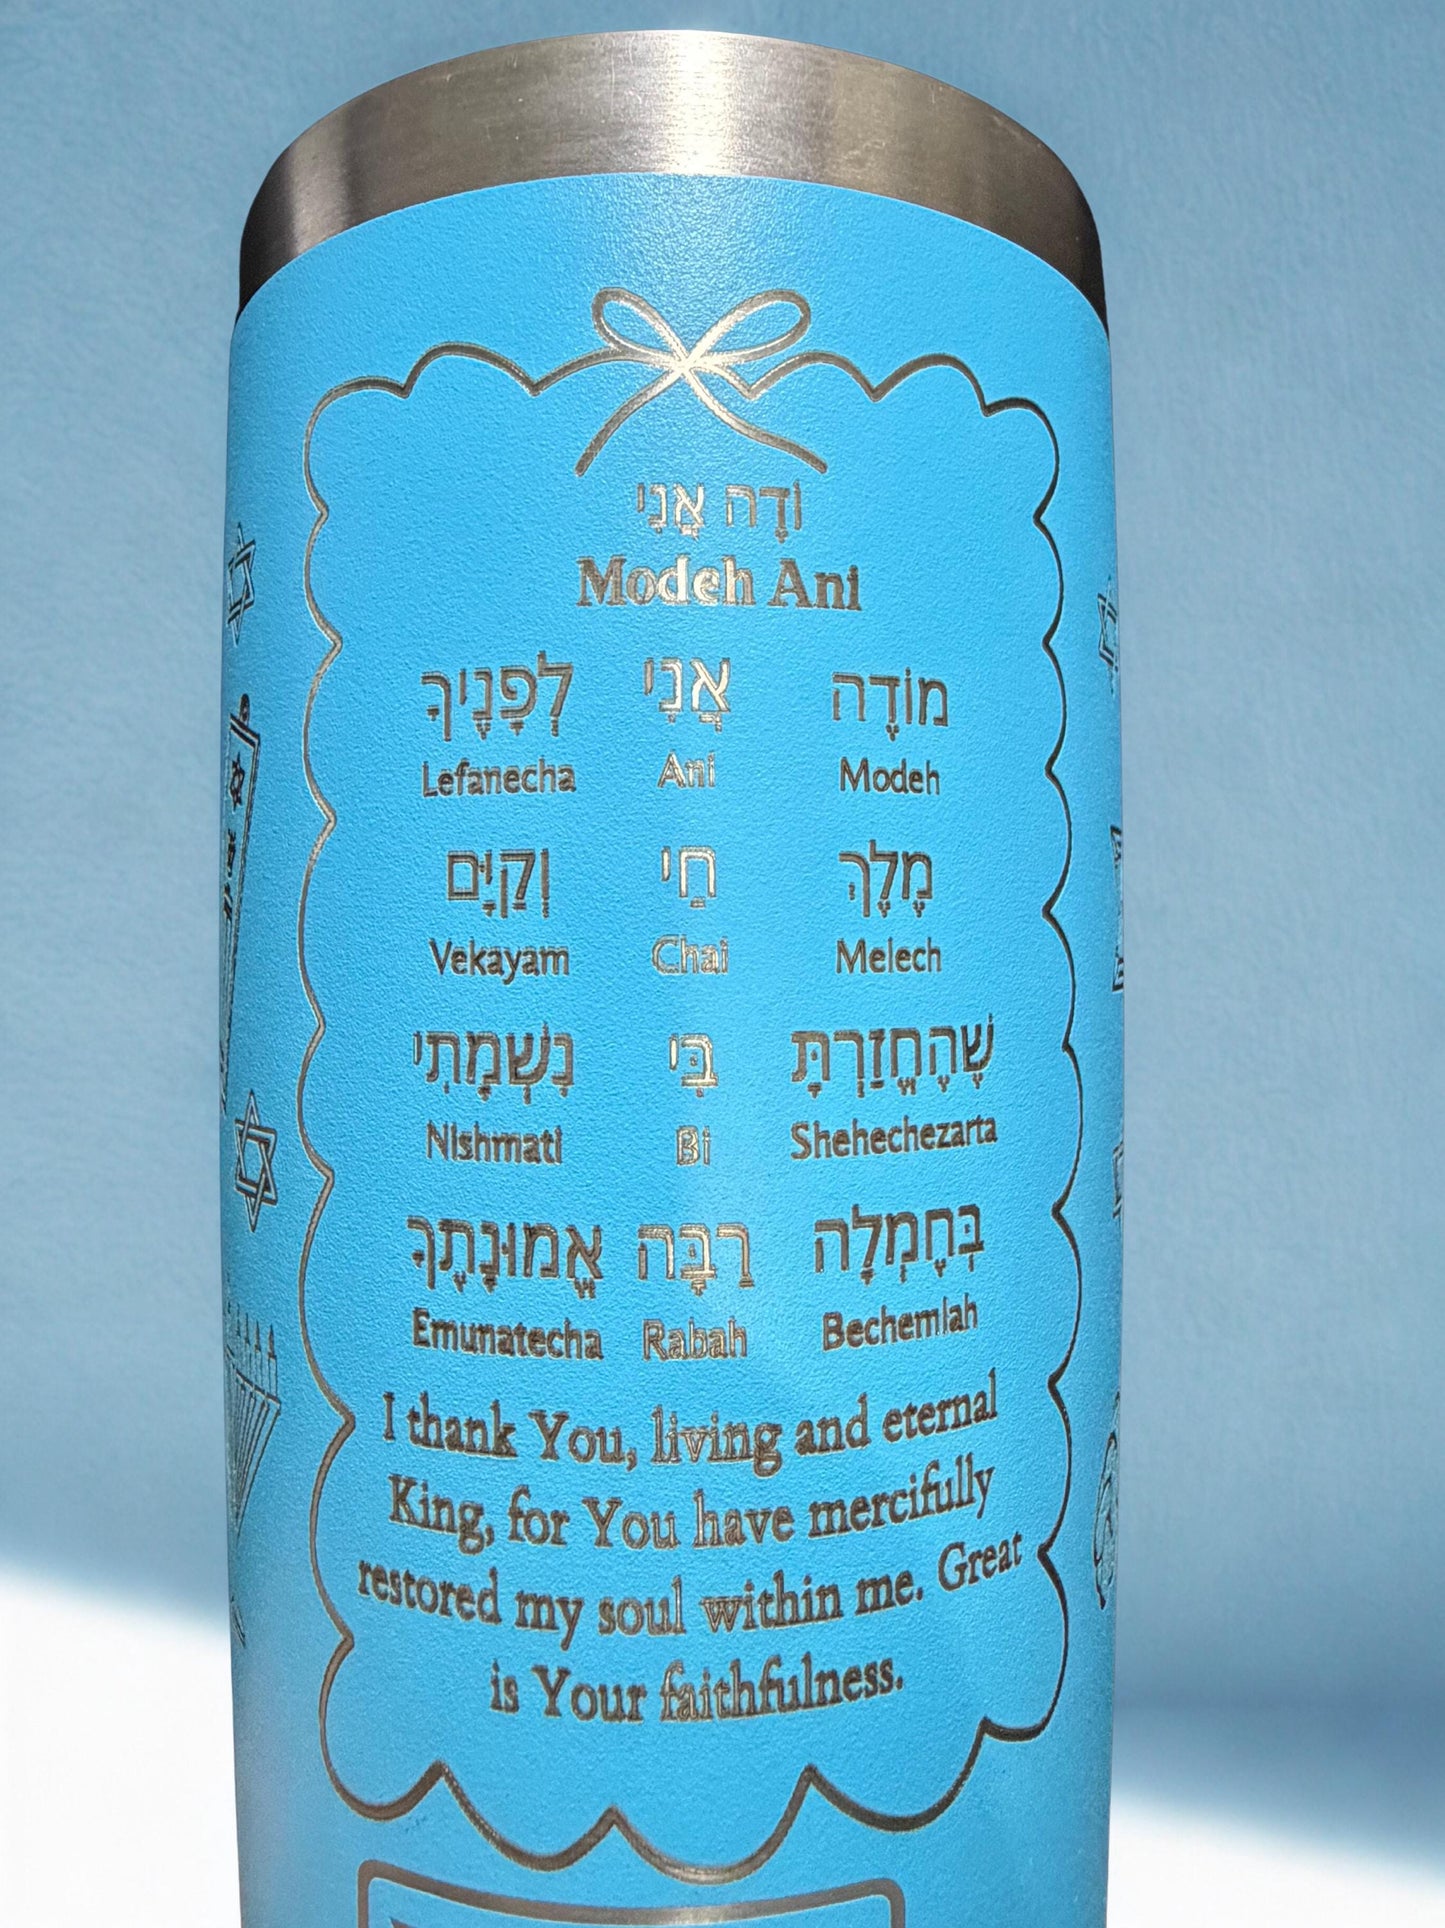 וֹדֶה אֲנִי
Modeh Ani
מוֹדֶה אֲנִי לְפָנֶיךָ
Modeh Ani Lefanecha
מֶלֶךְ חַי וְקַיָּם
Melech Chai Vekayam
שֶׁהֶחֱזַרְתָּ בִּי נִשְׁמָתִי
Shehechezarta Bi Nishmati
בְּחֶמְלָה רַבָּה אֱמוּנָתֶךָ
Bechemlah Rabah Emunatecha
I thank You, living and eternal
King, for You have mercifully
restored my soul within me. Great
is Your faithfulness.